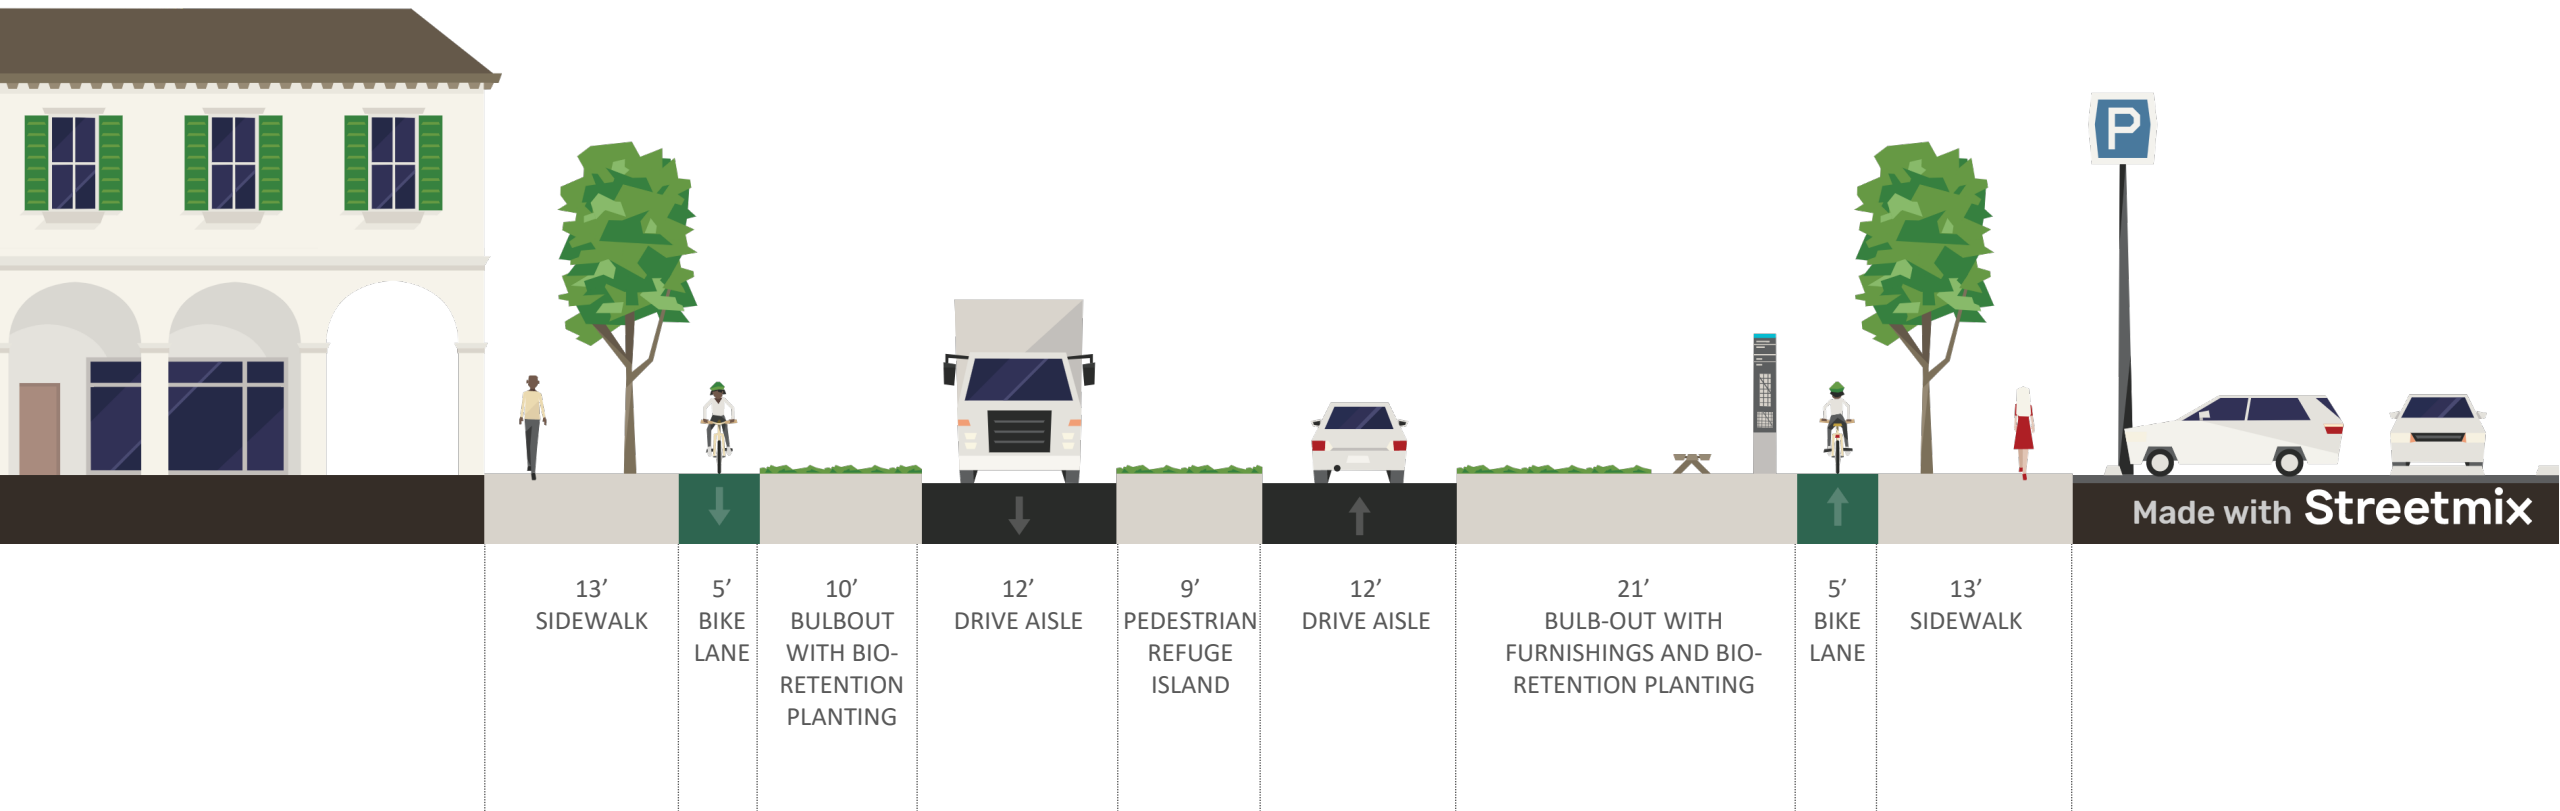 P
Made with Streetmix
13’
SIDEWALK
5’
BIKE
LANE
10’
BULBOUT
WITH BIO-
RETENTION
PLANTING
12’
DRIVE AISLE
9’
PEDESTRIAN
REFUGE
ISLAND
12’
DRIVE AISLE
21’
BULB-OUT WITH
FURNISHINGS AND BIO-
RETENTION PLANTING
5’
BIKE
LANE
13’
SIDEWALK